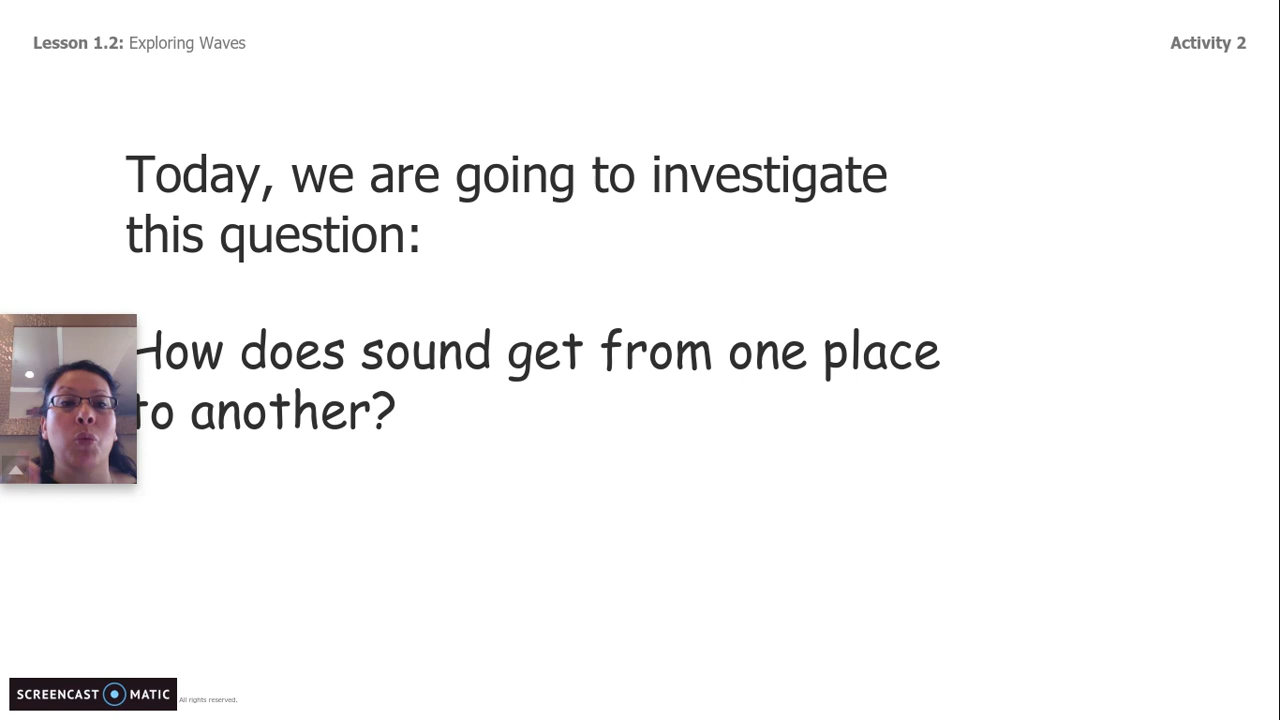 Lesson 1.2: Exploring Waves
Activity 2
Today, we are going to investigate
this question:
How does sound get from one place
to another?
SCREENCAST MATIC
All rights reserved.